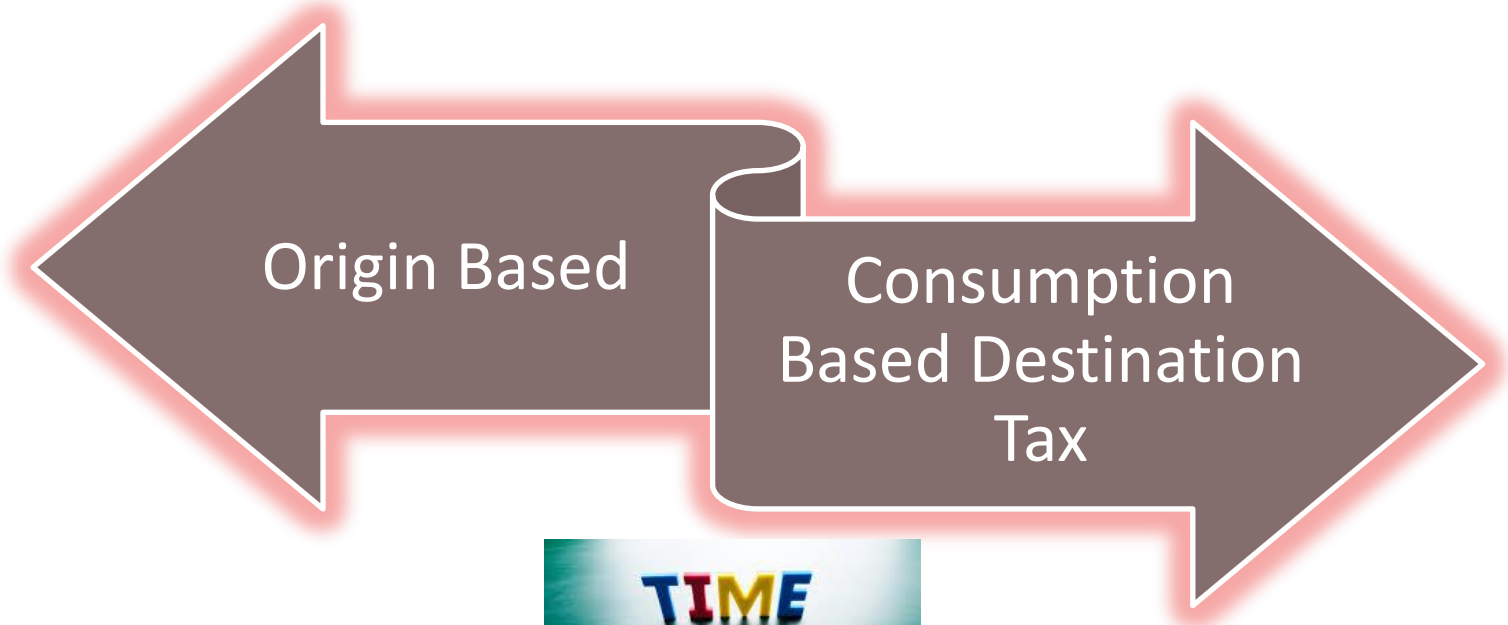 Origin Based
Consumption
Based Destination
Tax
TIME